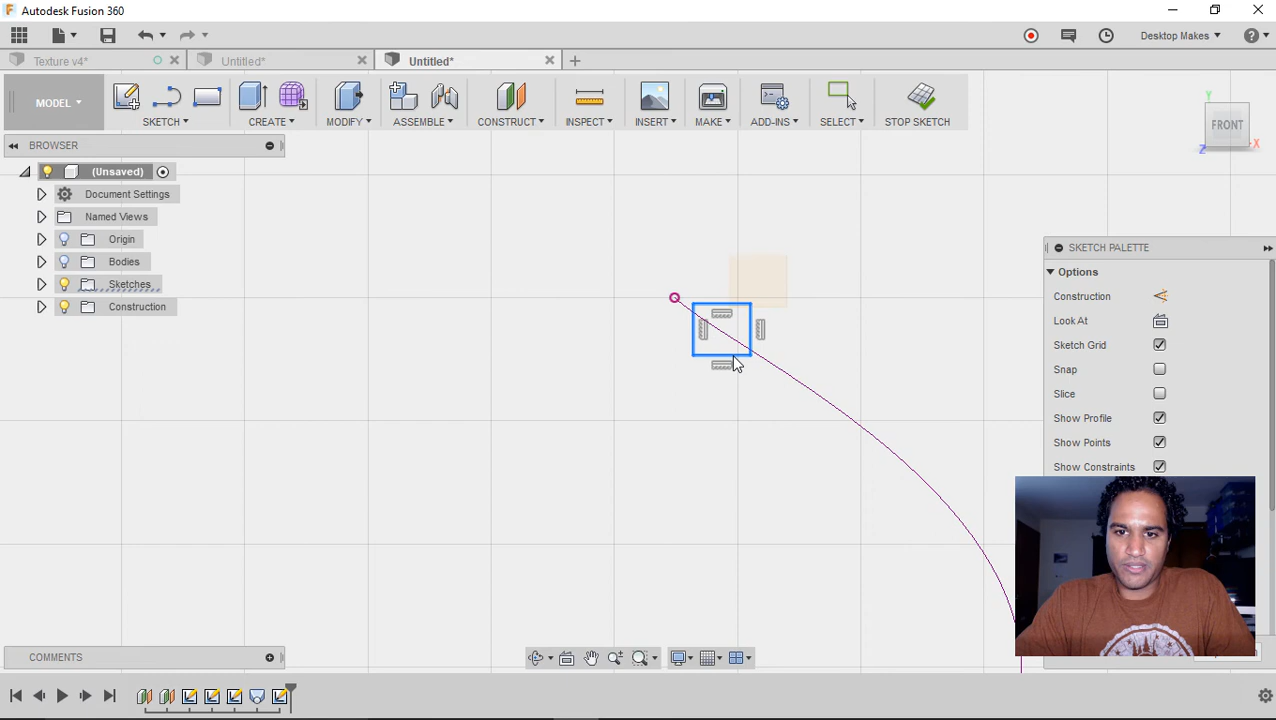 Autodesk Fusion 360
Desktop Makes
Texture v4*
Untitled*
Untitled*
MODEL
SKETCH
CREATE
MODIFY
ASSEMBLE
CONSTRUCT
INSPECT
INSERT
MAKE
ADD-INS
SELECT
STOP SKETCH
BROWSER
(Unsaved)
Document Settings
Named Views
Origin
Bodies
Sketches
Construction
Y
FRONT
Z
X
SKETCH PALETTE
Options
Construction
Look At
Sketch Grid
Snap
Slice
Show Profile
Show Points
Show Constraints
COMMENTS